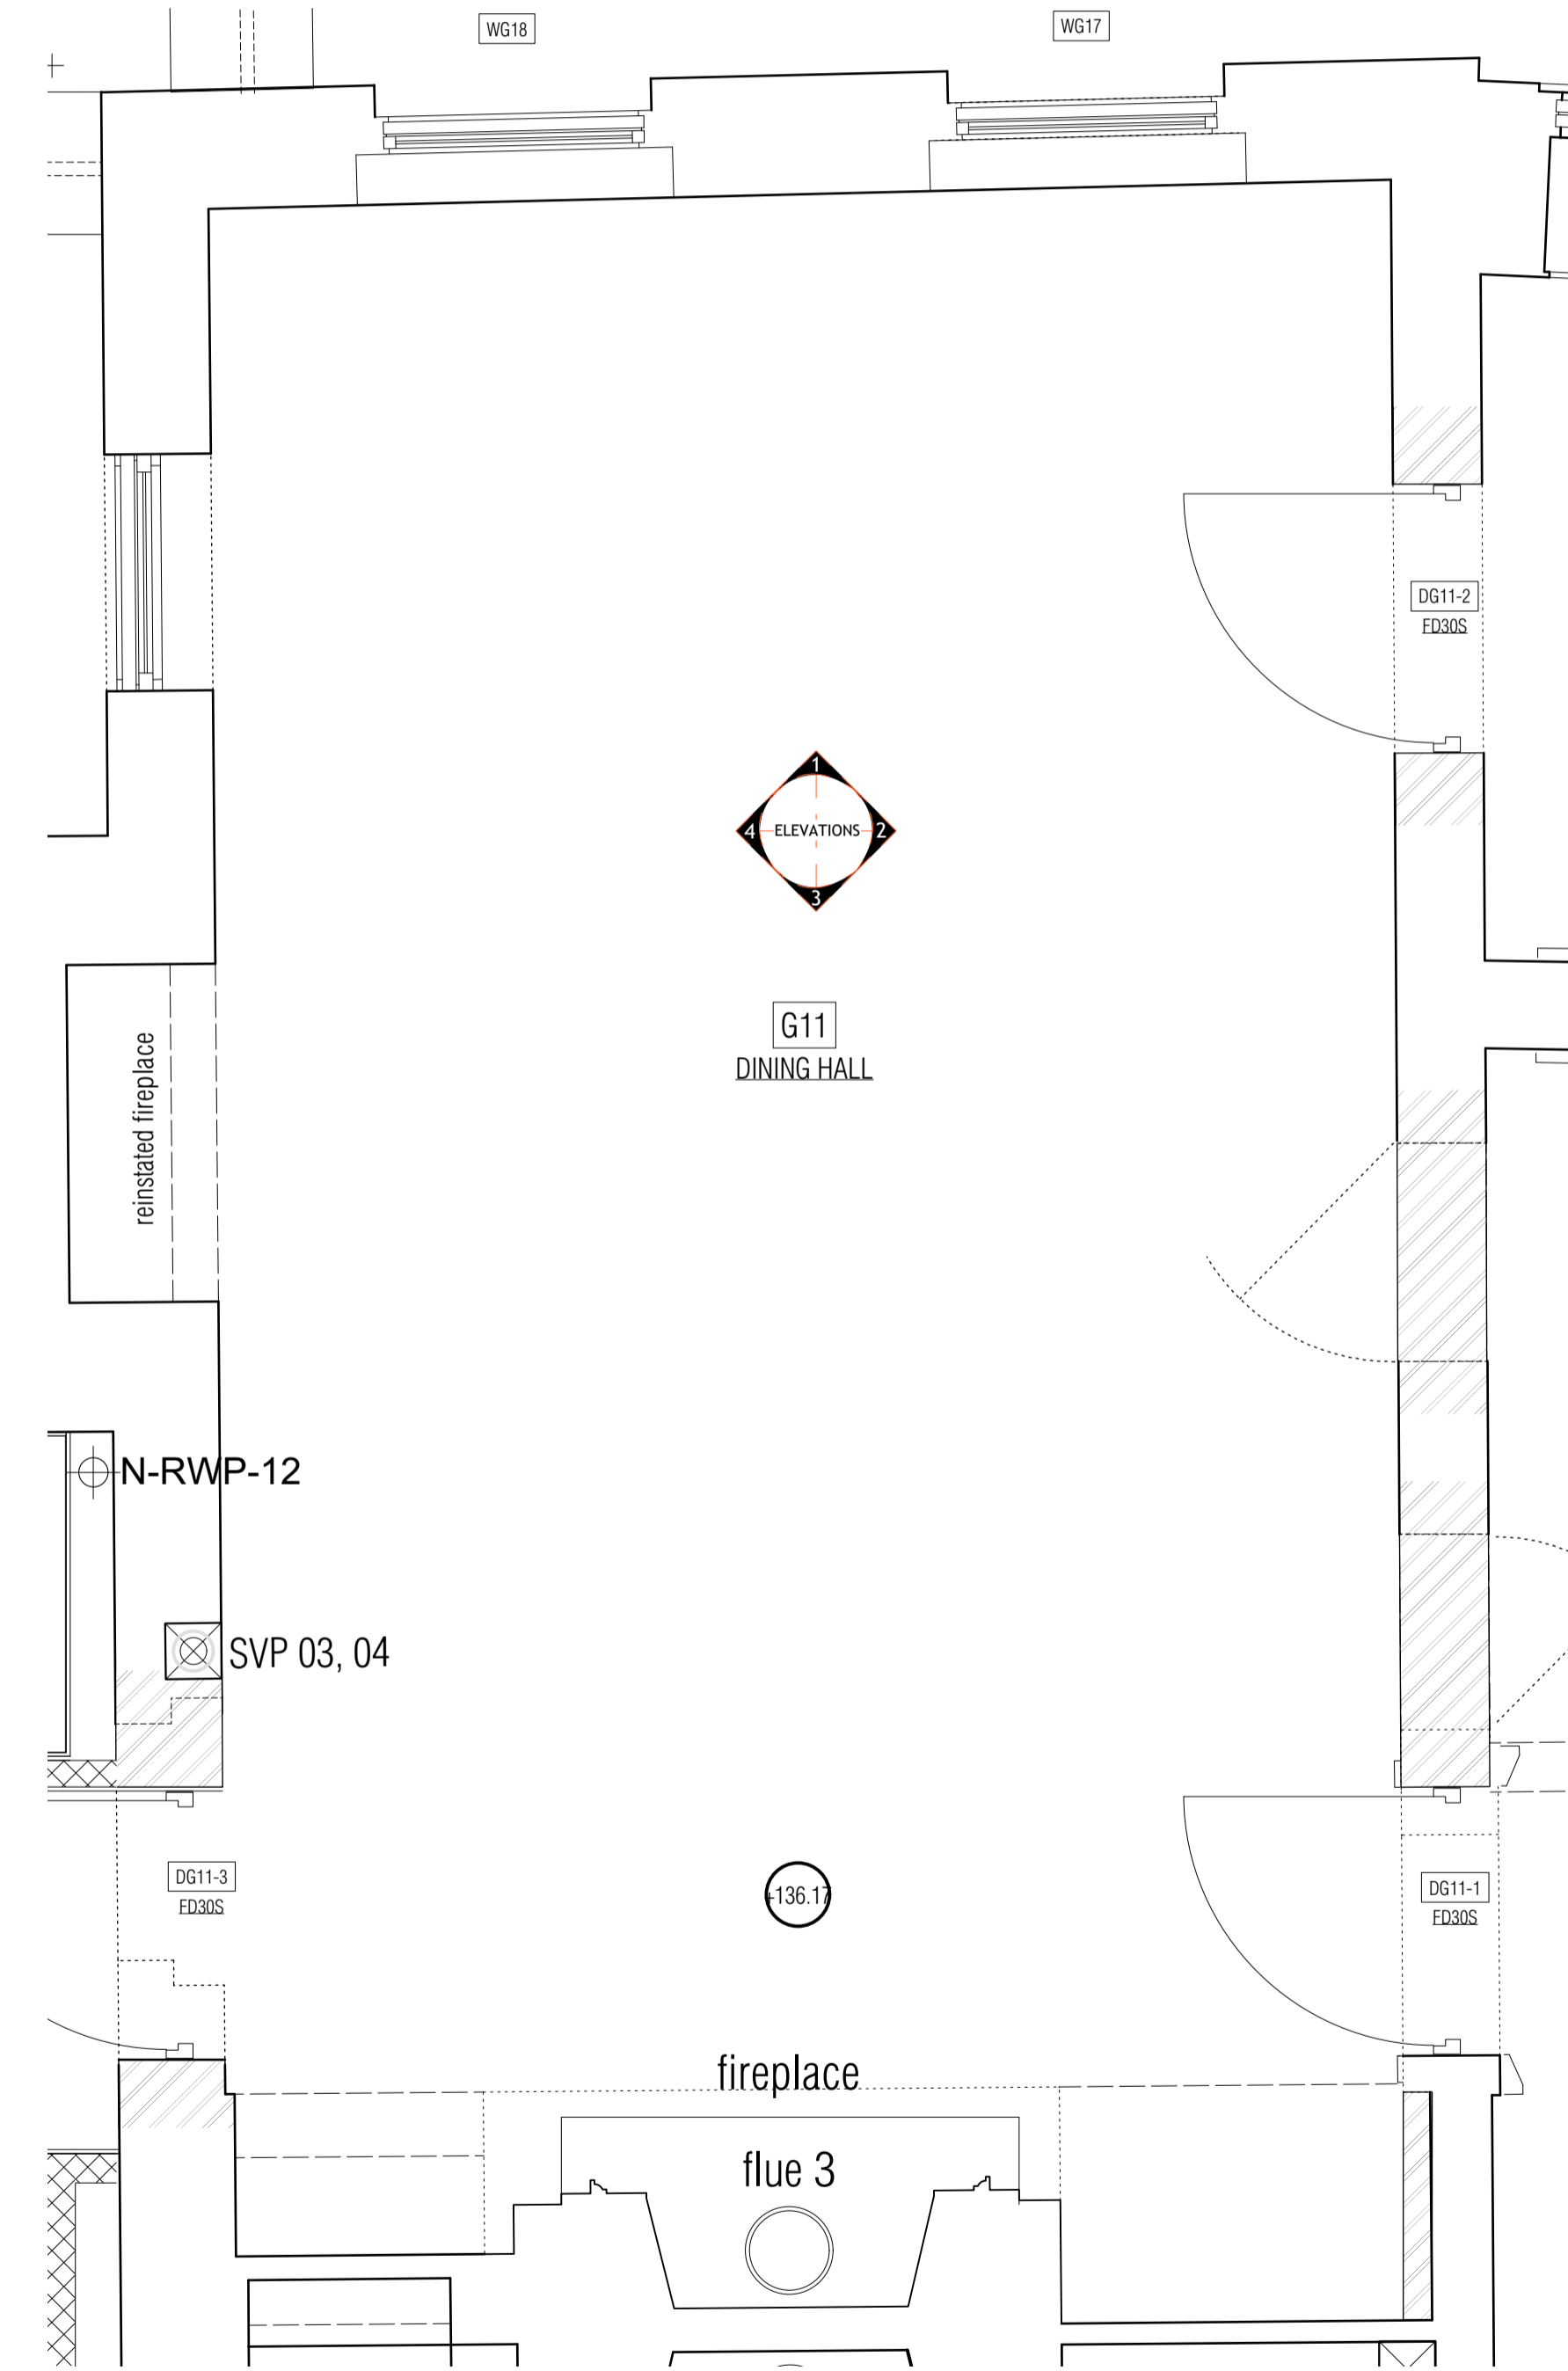 WG18
WG17
DG11-2
FD30S
1
4
ELEVATIONS
2
3
G11
DINING HALL
reinstated fireplace
N-RWP-12
SVP 03, 04
DG11-3
FD30S
+136.17
DG11-1
FD30S
fireplace
flue 3